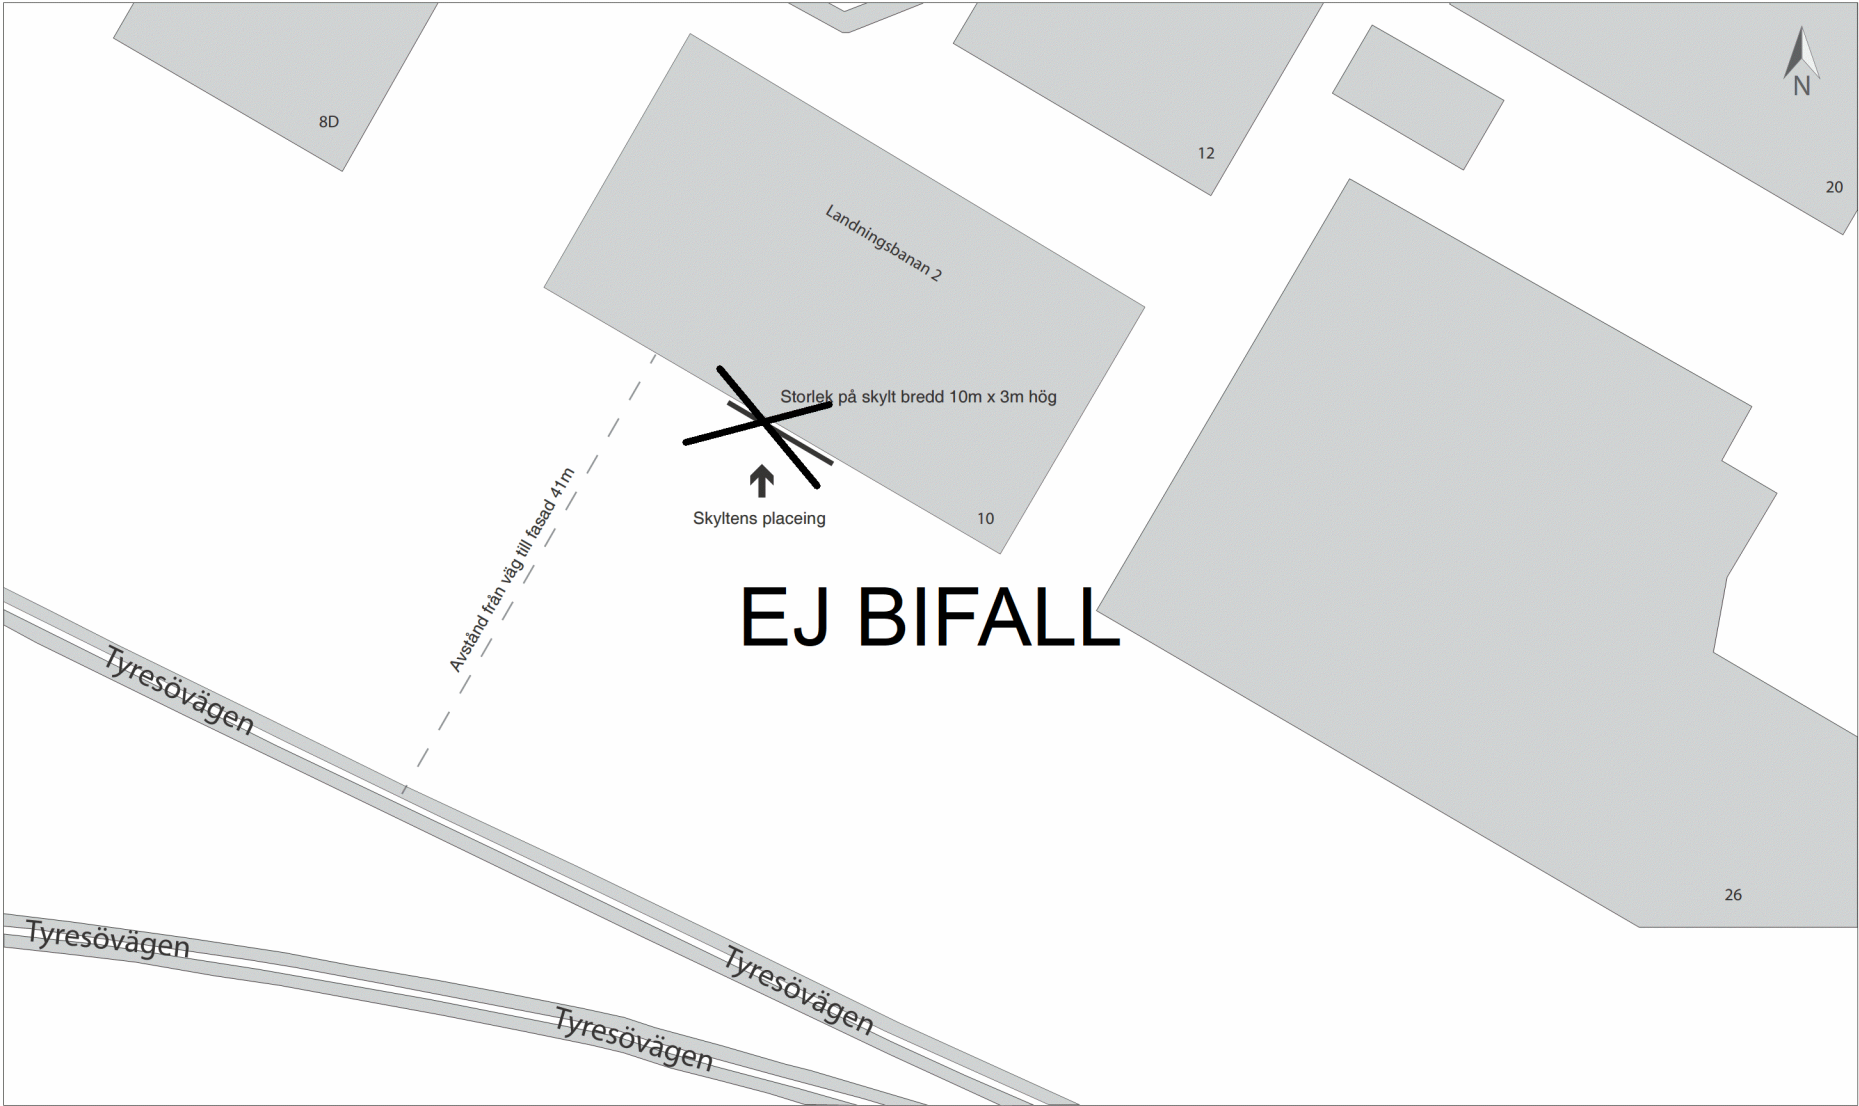 N
8D
12
20
Landningsbanan 2
Storlek på skylt bredd 10m x 3m hög
Avstånd från väg till fasad 41m
Skyltens placeing
10
EJ BIFALL
Tyresövägen
26
Tyresövägen
Tyresövägen
Tyresövägen